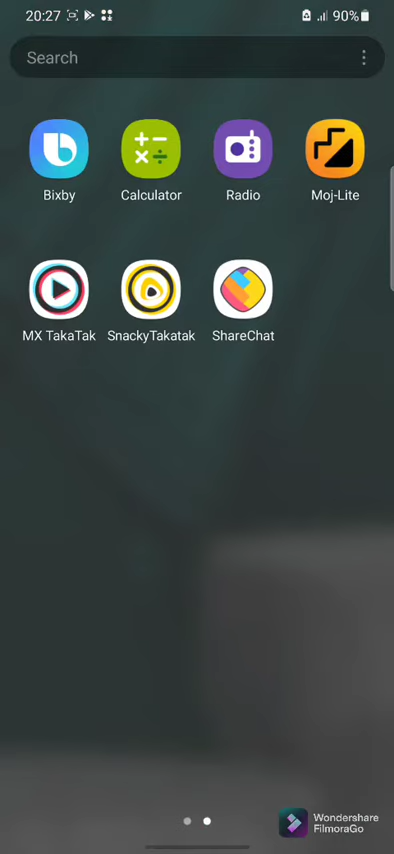 20:27 90%
Search
Bixby Calculator Radio Moj-Lite
MX TakaTak SnackyTakatak ShareChat
Wondershare
FilmoraGo